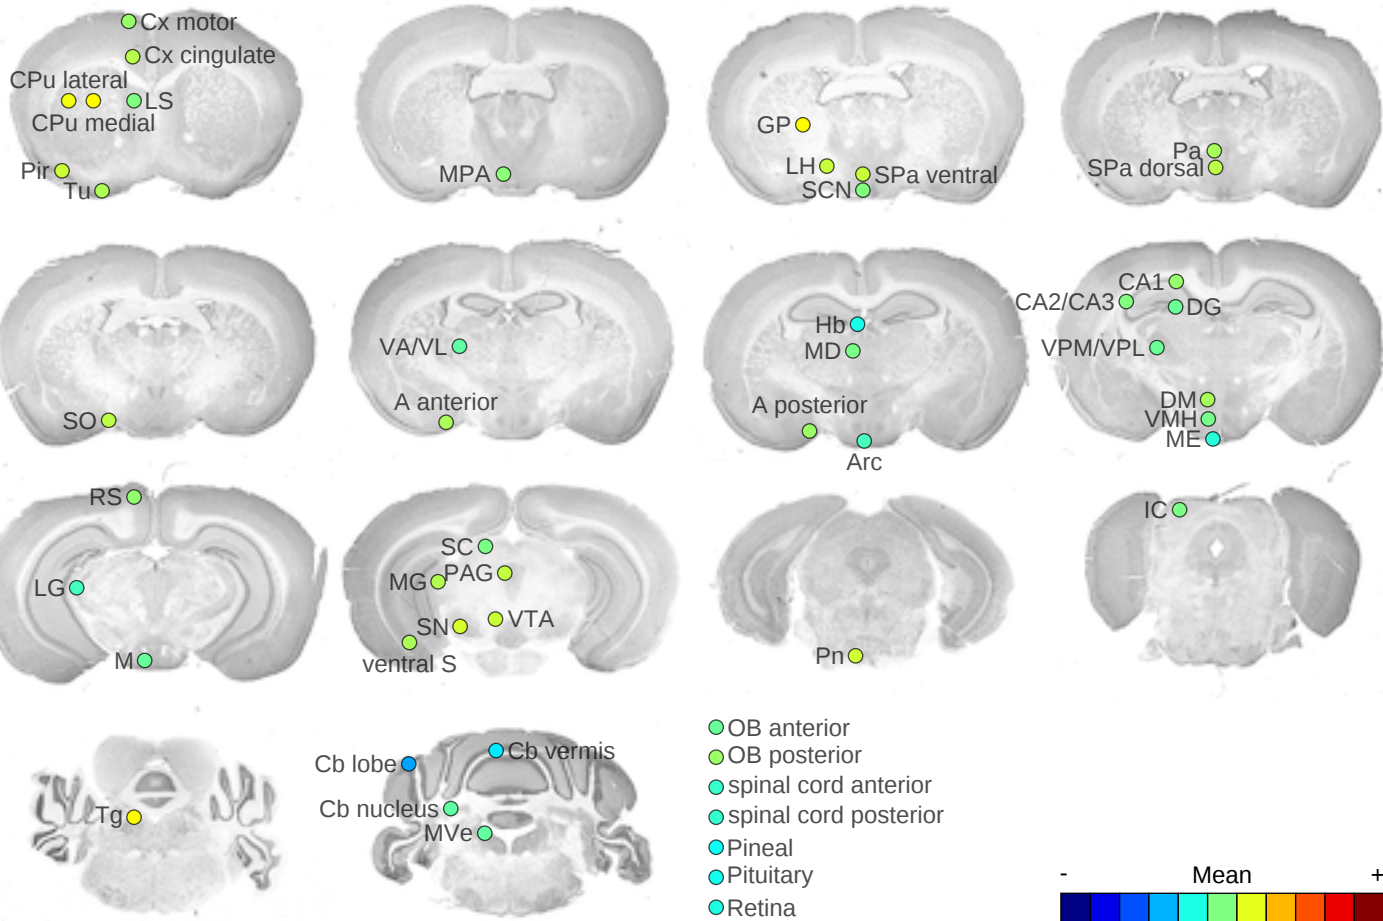 Cx motor
Cx cingulate
CPu lateral
LS
CPu medial
Pir
Tu
MPA
GP
LH
SPa ventral
SCN
Pa
SPa dorsal
SO
VA/VL
A anterior
Hb
MD
A posterior
Arc
CA1
CA2/CA3
DG
VPM/VPL
DM
VMH
ME
RS
LG
M
SC
MG
PAG
SN
VTA
ventral S
Pn
IC
Tg
Cb lobe
Cb vermis
Cb nucleus
MVe
OB anterior
OB posterior
spinal cord anterior
spinal cord posterior
Pineal
Pituitary
Retina
- Mean +